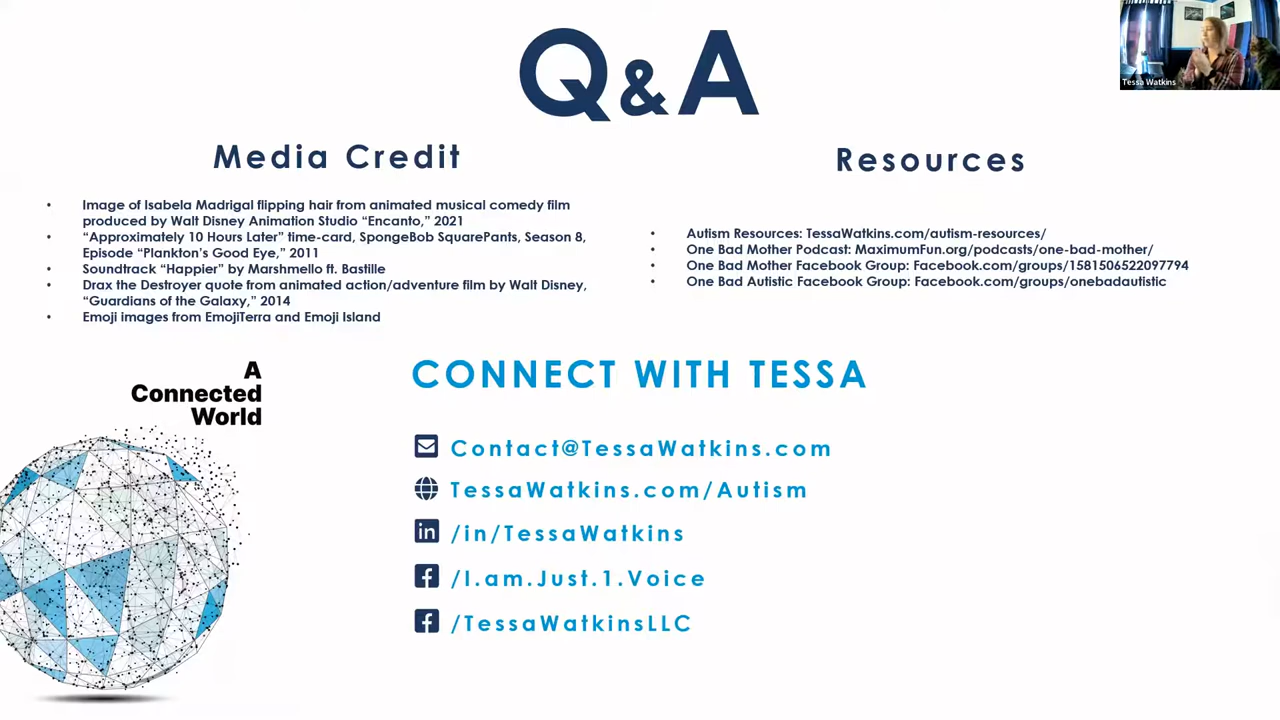 Q&A
Tessa Watkins
Media Credit
• Image of Isabela Madrigal flipping hair from animated musical comedy film
produced by Walt Disney Animation Studio “Encanto,” 2021
• “Approximately 10 Hours Later” time-card, SpongeBob SquarePants, Season 8,
Episode “Plankton’s Good Eye,” 2011
• Soundtrack “Happier” by Marshmello ft. Bastille
• Drax the Destroyer quote from animated action/adventure film by Walt Disney,
“Guardians of the Galaxy,” 2014
• Emoji images from EmojiTerra and Emoji Island
Resources
• Autism Resources: TessaWatkins.com/autism-resources/
• One Bad Mother Podcast: MaximumFun.org/podcasts/one-bad-mother/
• One Bad Mother Facebook Group: Facebook.com/groups/1581506522097794
• One Bad Autistic Facebook Group: Facebook.com/groups/onebadautistic
A
Connected
World
CONNECT WITH TESSA
Contact@TessaWatkins.com
TessaWatkins.com/Autism
in /in/TessaWatkins
f /I.am.Just.1.Voice
f /TessaWatkinsLLC